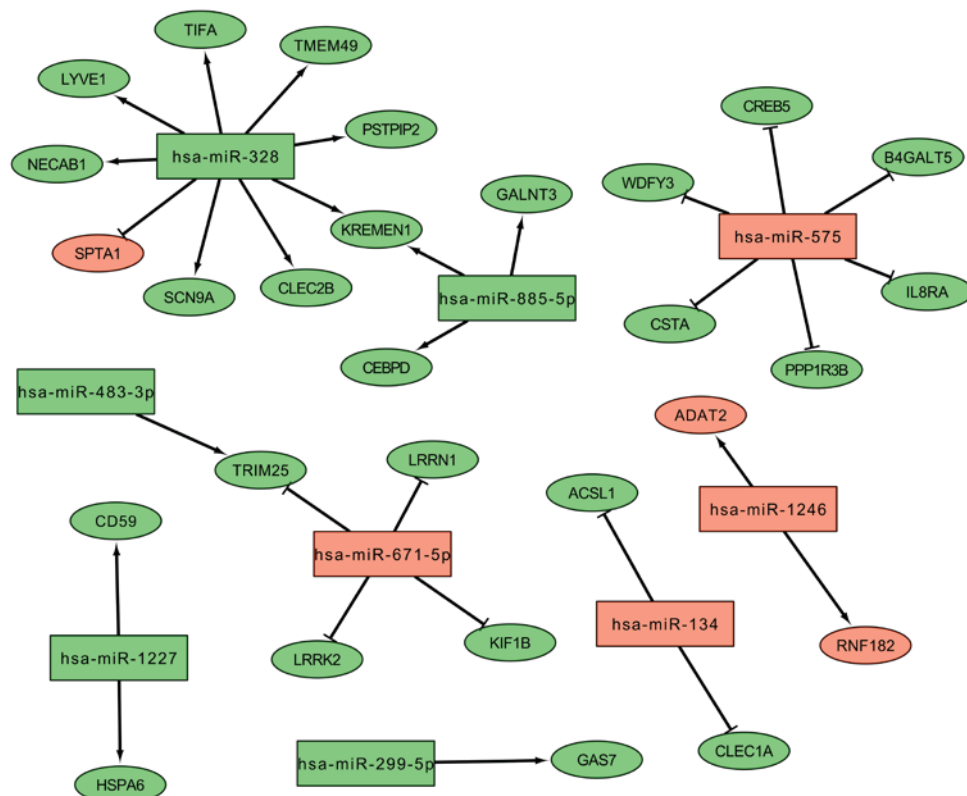 TIFA
TMEM49
LYVE1
CREB5
PSTPIP2
hsa-miR-328
B4GALT5
NECAB1
WDFY3
GALNT3
KREMEN1
hsa-miR-575
SPTA1
SCN9A
CLEC2B
hsa-miR-885-5p
IL8RA
CSTA
CEBPD
PPP1R3B
hsa-miR-483-3p
ADAT2
TRIM25
LRRN1
ACSL1
hsa-miR-1246
CD59
hsa-miR-671-5p
hsa-miR-134
KIF1B
RNF182
hsa-miR-1227
LRRK2
CLEC1A
GAS7
hsa-miR-299-5p
HSPA6